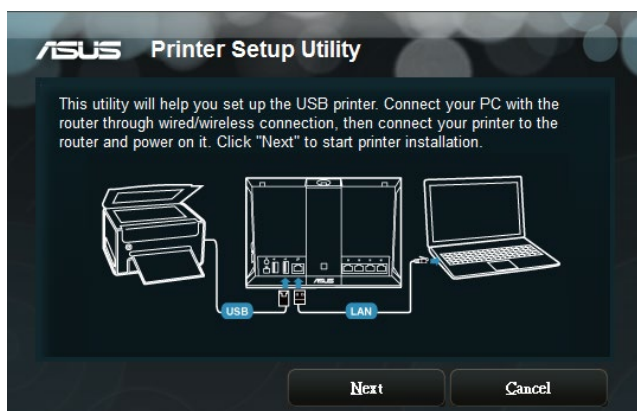 ASUS Printer Setup Utility
This utility will help you set up the USB printer. Connect your PC with the
router through wired/wireless connection, then connect your printer to the
router and power on it. Click "Next" to start printer installation.
ASUS
USB
LAN
Next
Cancel